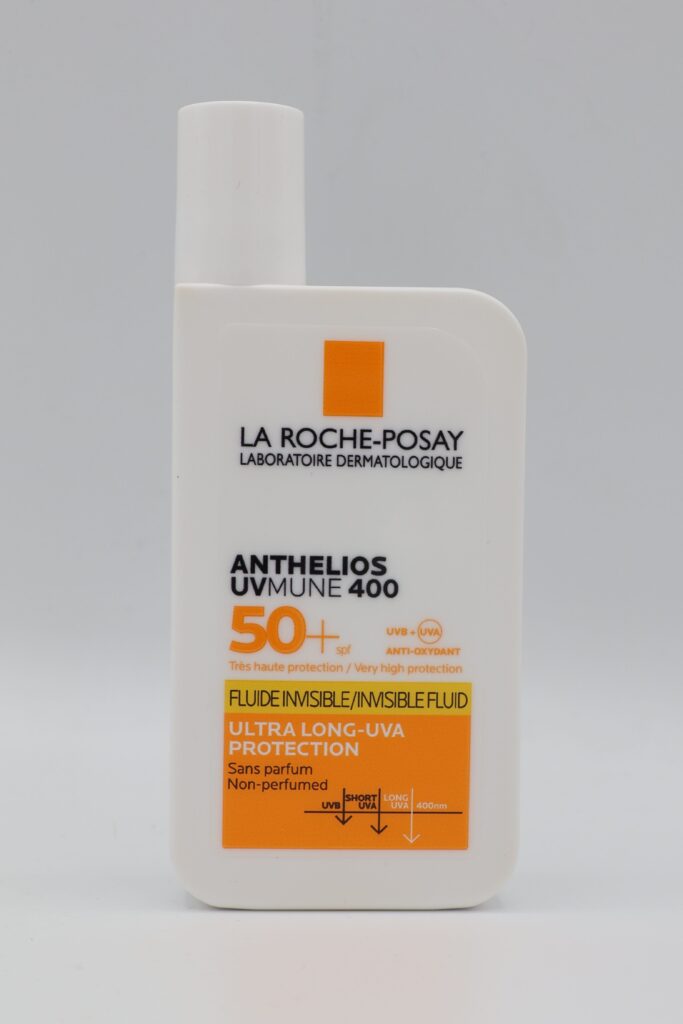 LA ROCHE-POSAY
LABORATOIRE DERMATOLOGIQUE
ANTHELIOS
UVMUNE 400
50+ spf
UVB + UVA
ANTI-OXYDANT
Très haute protection / Very high protection
FLUIDE INVISIBLE/INVISIBLE FLUID
ULTRA LONG-UVA
PROTECTION
Sans parfum
Non-perfumed
UVB SHORT UVA LONG UVA 400nm